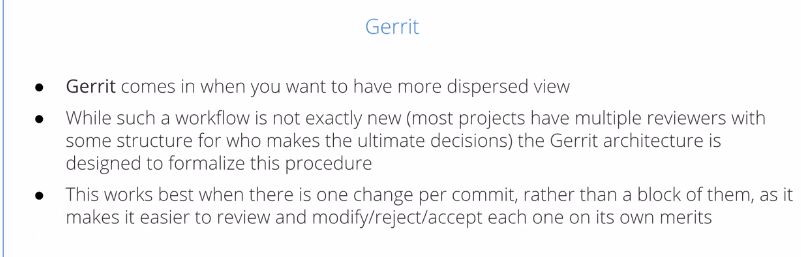 Gerrit
● Gerrit comes in when you want to have more dispersed view
● While such a workflow is not exactly new (most projects have multiple reviewers with
some structure for who makes the ultimate decisions) the Gerrit architecture is
designed to formalize this procedure
● This works best when there is one change per commit, rather than a block of them, as it
makes it easier to review and modify/reject/accept each one on its own merits